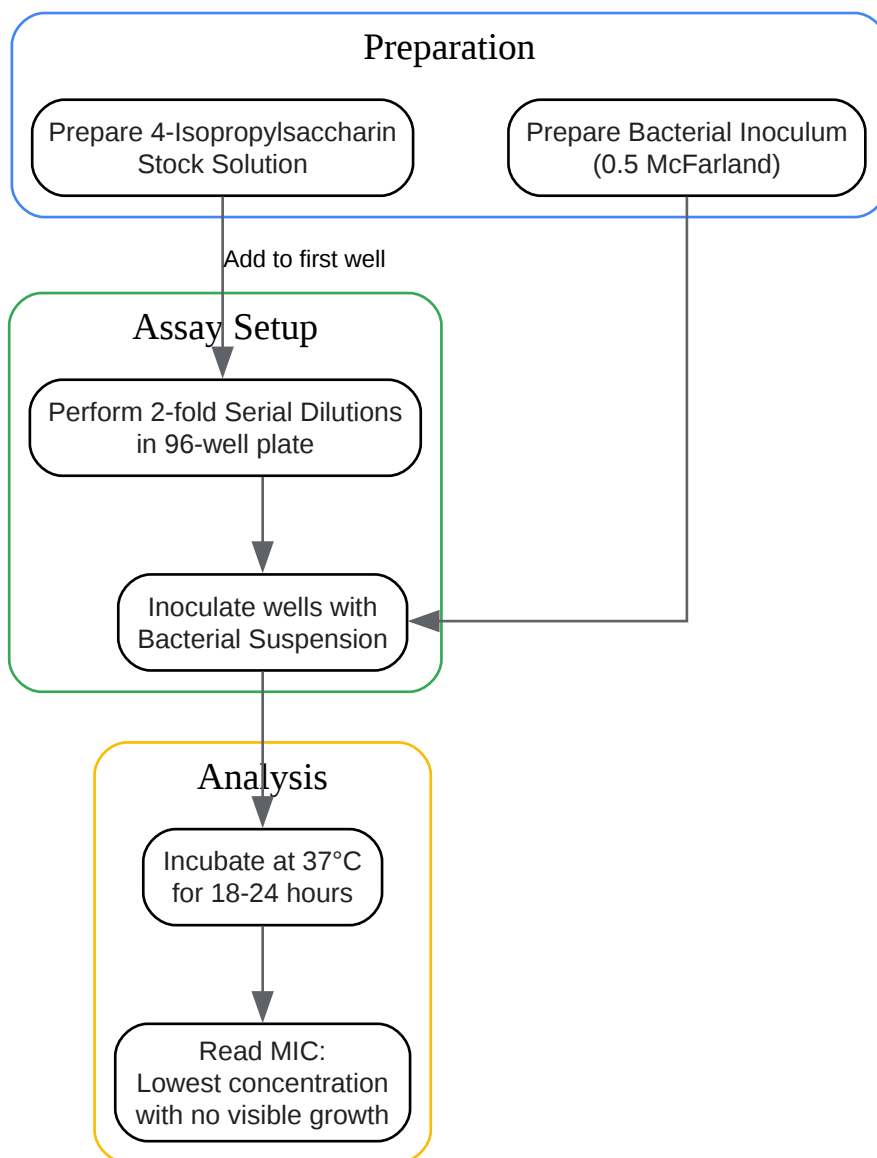 Preparation
Prepare 4-Isopropylsaccharin
Stock Solution
Prepare Bacterial Inoculum
(0.5 McFarland)
Add to first well
Assay Setup
Perform 2-fold Serial Dilutions
in 96-well plate
Inoculate wells with
Bacterial Suspension
Analysis
Incubate at 37°C
for 18-24 hours
Read MIC:
Lowest concentration
with no visible growth